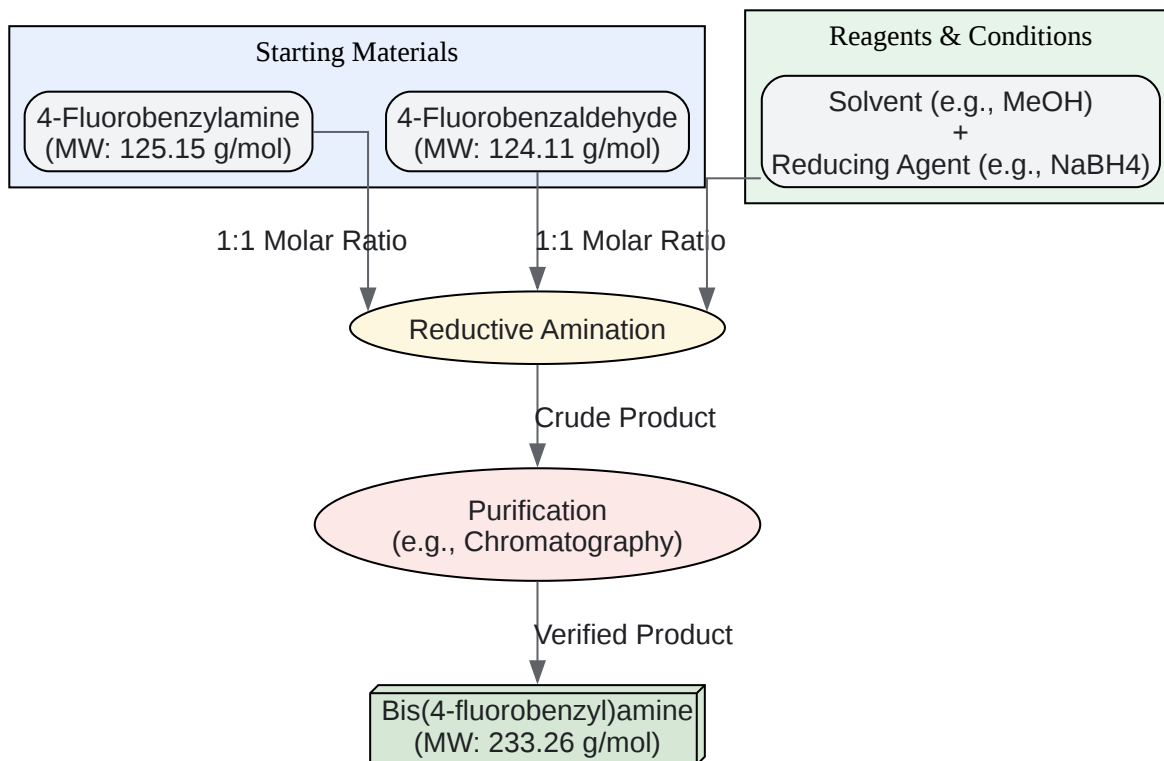 Starting Materials
Reagents & Conditions
4-Fluorobenzylamine
(MW: 125.15 g/mol)
4-Fluorobenzaldehyde
(MW: 124.11 g/mol)
Solvent (e.g., MeOH)
+
Reducing Agent (e.g., NaBH4)
1:1 Molar Ratio
1:1 Molar Ratio
Reductive Amination
Crude Product
Purification
(e.g., Chromatography)
Verified Product
Bis(4-fluorobenzyl)amine
(MW: 233.26 g/mol)